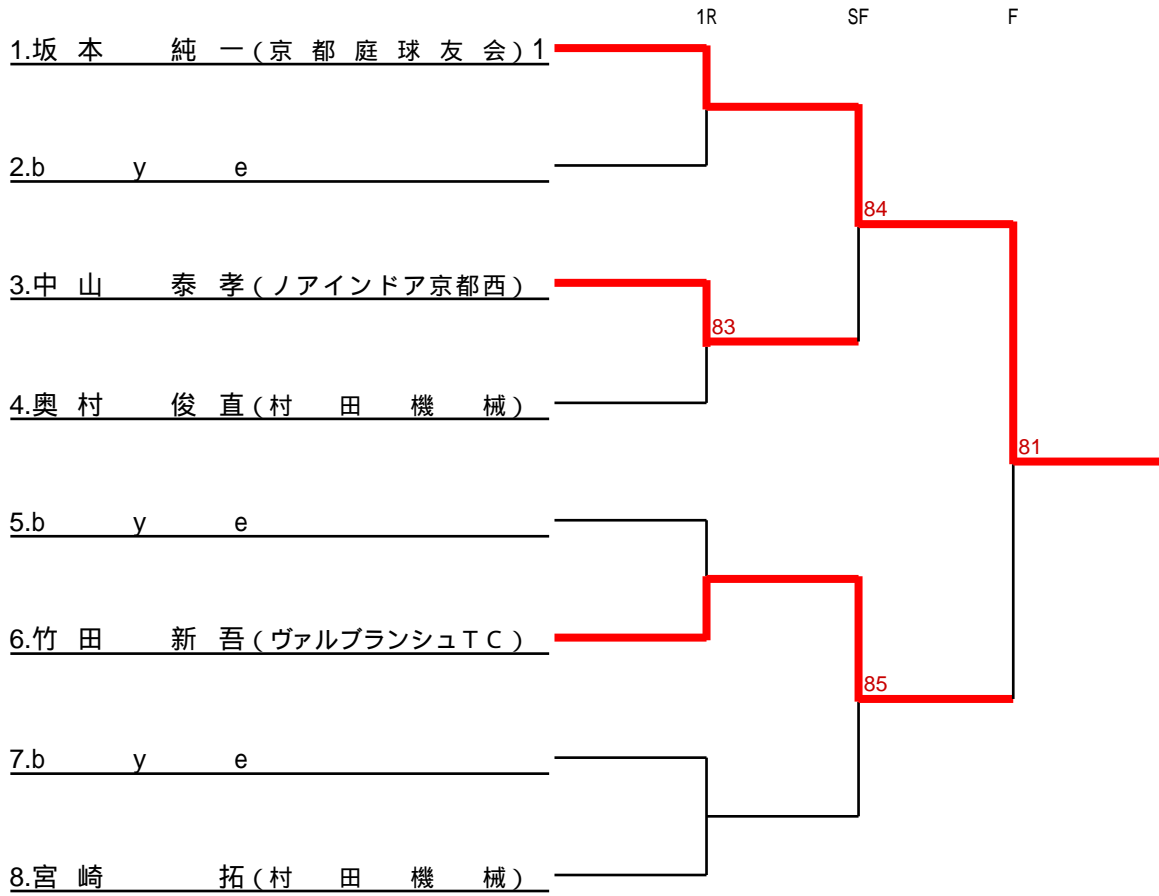 1R SF F
1.坂本 純一(京都庭球友会)1
2.bye
84
3.中山 泰孝(ノアインドア京都西)
83
4.奥村 俊直(村田機械)
81
5.bye
6.竹田 新吾(ヴァルブランシュTC)
85
7.bye
8.宮崎 拓(村田機械)